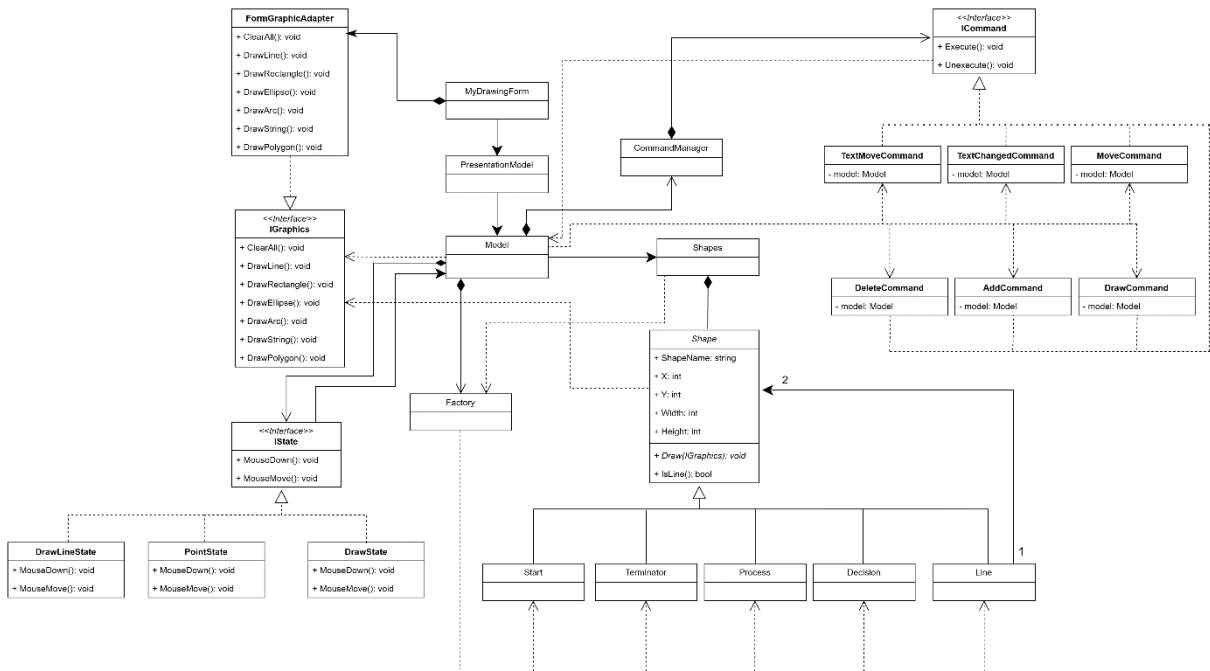 FormGraphicAdapter
+ ClearAll(): void
+ DrawLine(): void
+ DrawRectangle(): void
+ DrawEllipse(): void
+ DrawArc(): void
+ DrawString(): void
+ DrawPolygon(): void
MyDrawingForm
PresentationModel
<<Interface>>
ICommand
+ Execute(): void
+ Unexecute(): void
CommandManager
TextMoveCommand
- model: Model
TextChangedCommand
- model: Model
MoveCommand
- model: Model
<<Interface>>
IGraphics
+ ClearAll(): void
+ DrawLine(): void
+ DrawRectangle(): void
+ DrawEllipse(): void
+ DrawArc(): void
+ DrawString(): void
+ DrawPolygon(): void
Model
Shapes
DeleteCommand
- model: Model
AddCommand
- model: Model
DrawCommand
- model: Model
Shape
+ ShapeName: string
+ X: int
+ Y: int
+ Width: int
+ Height: int
+ Draw(IGraphics): void
+ IsLine(): bool
2
1
Factory
<<Interface>>
IState
+ MouseDown(): void
+ MouseMove(): void
DrawLineState
+ MouseDown(): void
+ MouseMove(): void
PointState
+ MouseDown(): void
+ MouseMove(): void
DrawState
+ MouseDown(): void
+ MouseMove(): void
Start
Terminator
Process
Decision
Line